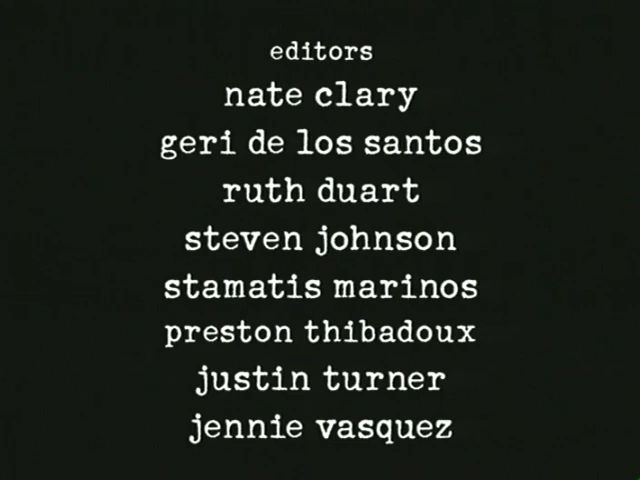 editors
nate clary
geri de los santos
ruth duart
steven johnson
stamatis marinos
preston thibadoux
justin turner
jennie vasquez